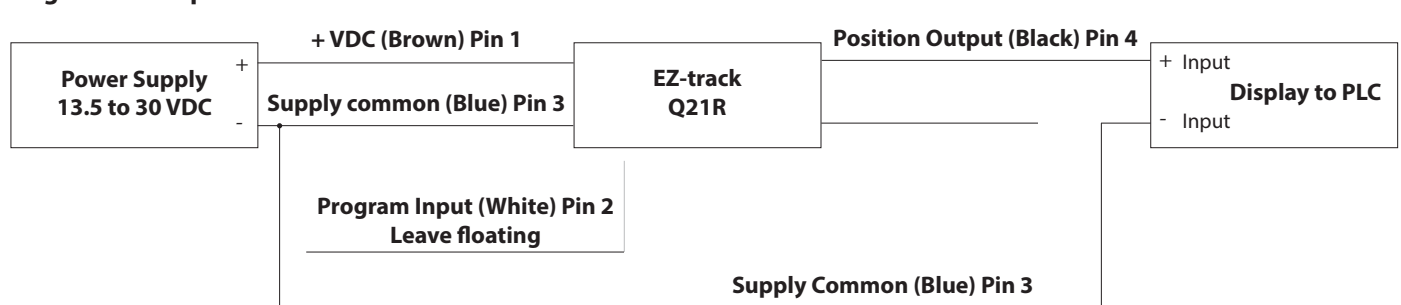 + VDC (Brown) Pin 1
Position Output (Black) Pin 4
Power Supply
13.5 to 30 VDC
+
-
Supply common (Blue) Pin 3
EZ-track
Q21R
+ Input
Display to PLC
- Input
Program Input (White) Pin 2
Leave floating
Supply Common (Blue) Pin 3